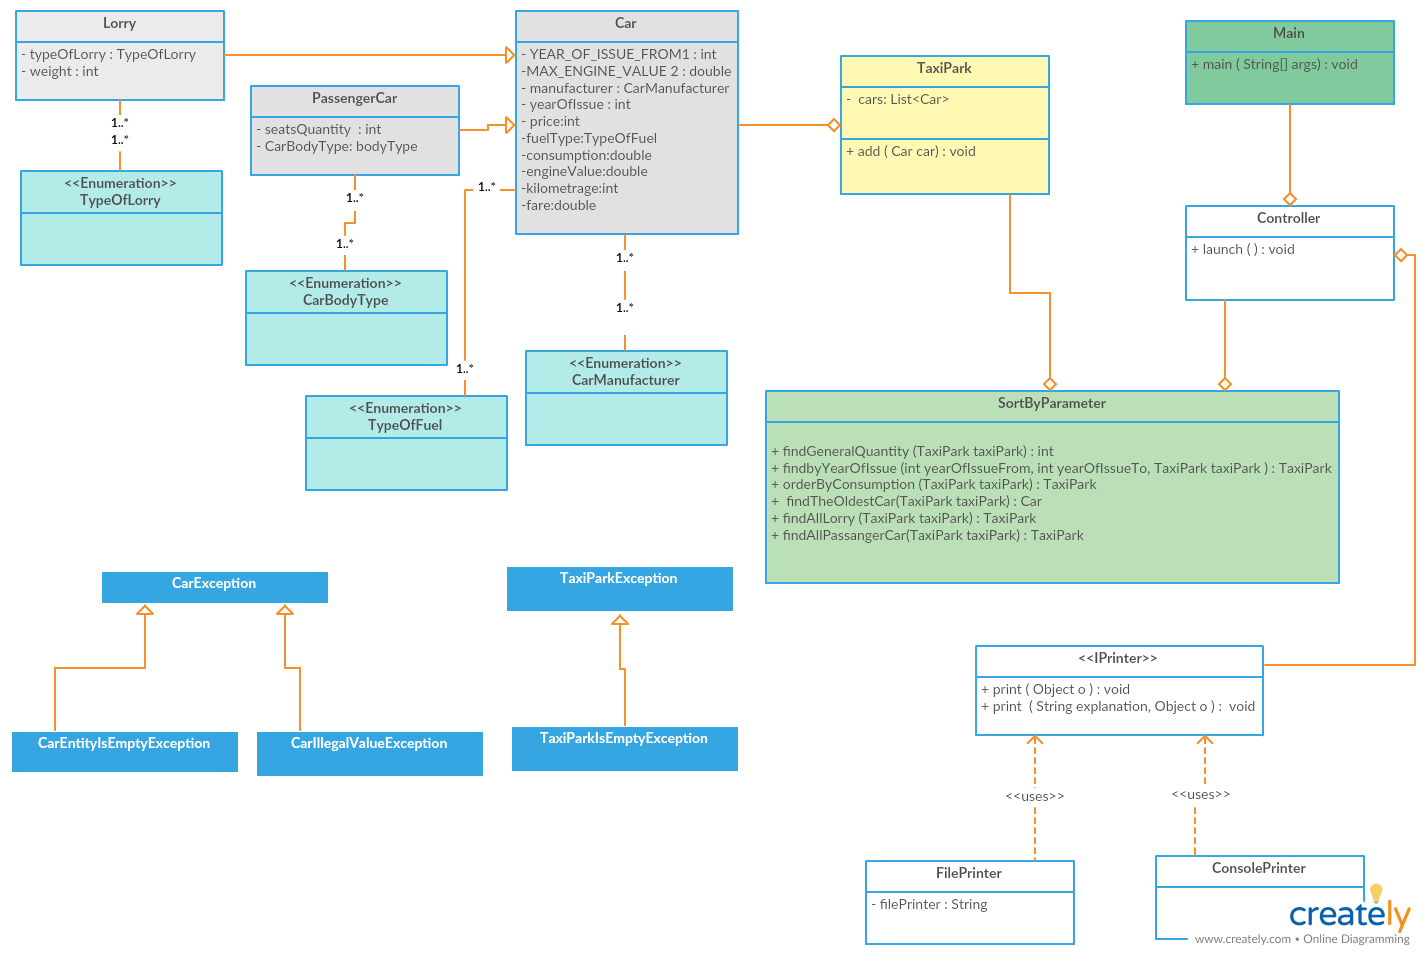 Lorry
- typeOfLorry : TypeOfLorry
- weight : int
1..*
1..*
<<Enumeration>>
TypeOfLorry
PassengerCar
- seatsQuantity : int
- CarBodyType: bodyType
1..*
1..*
<<Enumeration>>
CarBodyType
Car
- YEAR_OF_ISSUE_FROM1 : int
-MAX_ENGINE_VALUE 2 : double
- manufacturer : CarManufacturer
- yearOfIssue : int
- price:int
-fuelType:TypeOfFuel
-consumption:double
-engineValue:double
-kilometrage:int
-fare:double
1..*
1..*
<<Enumeration>>
TypeOfFuel
1..*
1..*
<<Enumeration>>
CarManufacturer
TaxiPark
- cars: List<Car>
+ add ( Car car) : void
Main
+ main ( String[] args) : void
Controller
+ launch ( ) : void
SortByParameter
+ findGeneralQuantity (TaxiPark taxiPark) : int
+ findbyYearOfIssue (int yearOfIssueFrom, int yearOfIssueTo, TaxiPark taxiPark ) : TaxiPark
+ orderByConsumption (TaxiPark taxiPark) : TaxiPark
+ findTheOldestCar(TaxiPark taxiPark) : Car
+ findAllLorry (TaxiPark taxiPark) : TaxiPark
+ findAllPassangerCar(TaxiPark taxiPark) : TaxiPark
CarException
TaxiParkException
CarEntityIsEmptyException
CarIllegalValueException
TaxiParkIsEmptyException
<<IPrinter>>
+ print ( Object o ) : void
+ print ( String explanation, Object o ) : void
<<uses>>
<<uses>>
FilePrinter
- filePrinter : String
ConsolePrinter
creately
www.creately.com • Online Diagramming